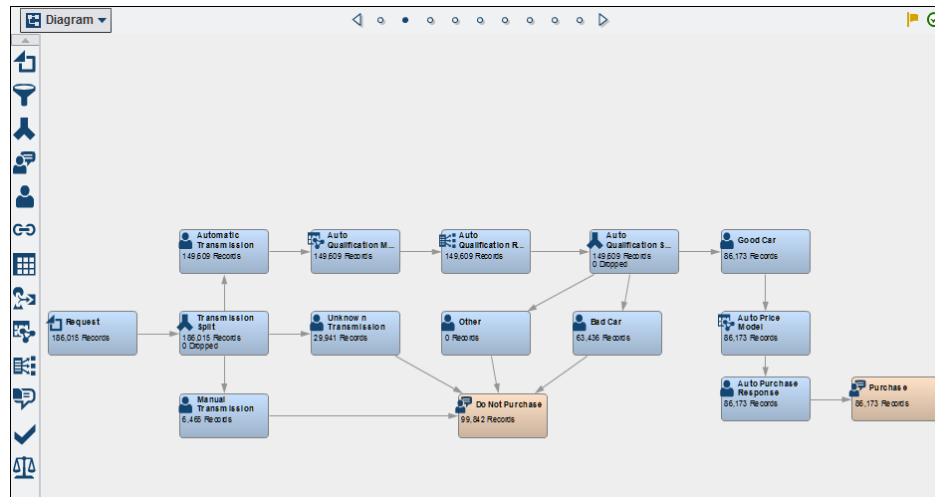 Diagram
Automatic
Transmission
149,609 Records
Auto
Qualification M...
149,609 Records
Auto
Qualification R...
149,609 Records
Auto
Qualification S...
149,609 Records
0 Dropped
Good Car
86,173 Records
Request
186,015 Records
Transmission
Split
186,015 Records
0 Dropped
Unknown
Transmission
29,941 Records
Other
0 Records
Bad Car
63,436 Records
Auto Price
Model
86,173 Records
Manual
Transmission
6,465 Records
Do Not Purchase
99,842 Records
Auto Purchase
Response
86,173 Records
Purchase
86,173 Records